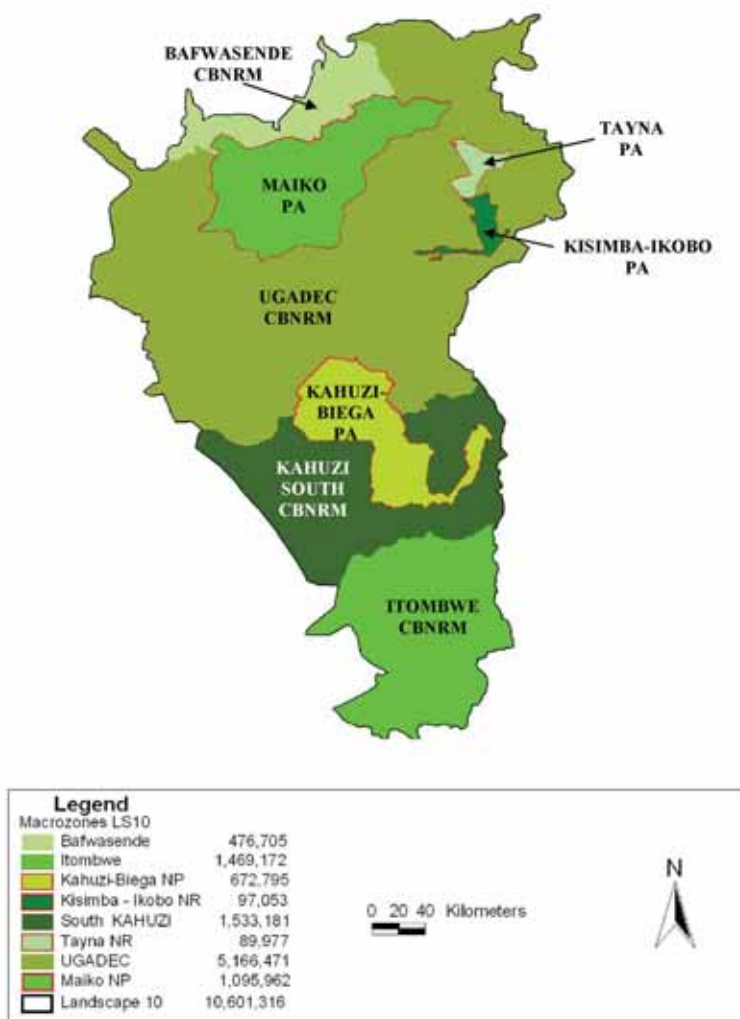 BAFWASENDE
CBNRM
TAYNA
PA
MAIKO
PA
KISIMBA-IKOBO
PA
UGADEC
CBNRM
KAHUZI-
BIEGA
PA
KAHUZI
SOUTH
CBNRM
ITOMBWE
CBNRM
Legend
Macrozones LS10
Bafwasende 476,705
Itombwe 1,469,172
Kahuzi-Biega NP 672,795
Kisimba - Ikobo NR 97,053
South KAHUZI 1,533,181
Tayna NR 89,977
UGADEC 5,166,471
Maiko NP 1,095,962
Landscape 10 10,601,316
0 20 40 Kilometers
N